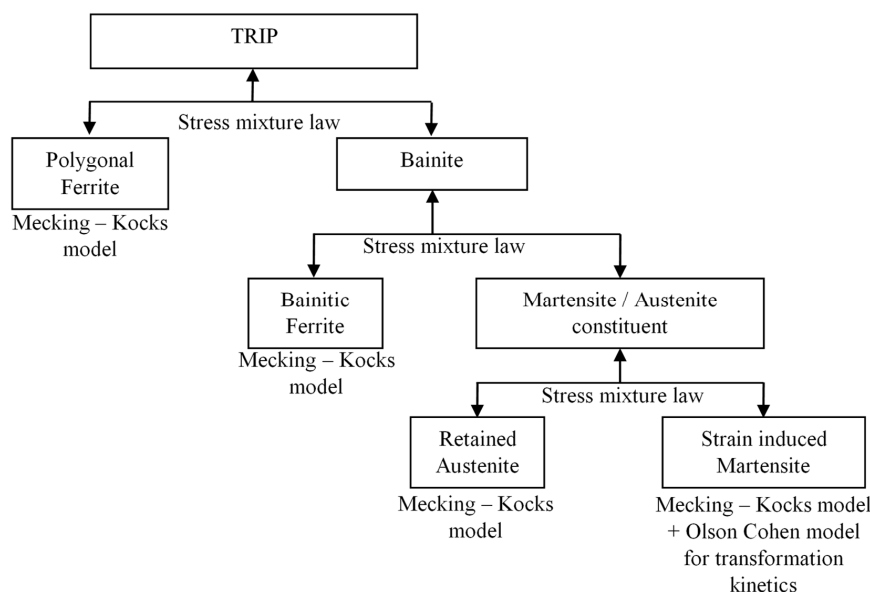 TRIP
Stress mixture law
Polygonal
Ferrite
Mecking – Kocks
model
Bainite
Stress mixture law
Bainitic
Ferrite
Mecking – Kocks
model
Martensite / Austenite
constituent
Stress mixture law
Retained
Austenite
Mecking – Kocks
model
Strain induced
Martensite
Mecking – Kocks model
+ Olson Cohen model
for transformation
kinetics